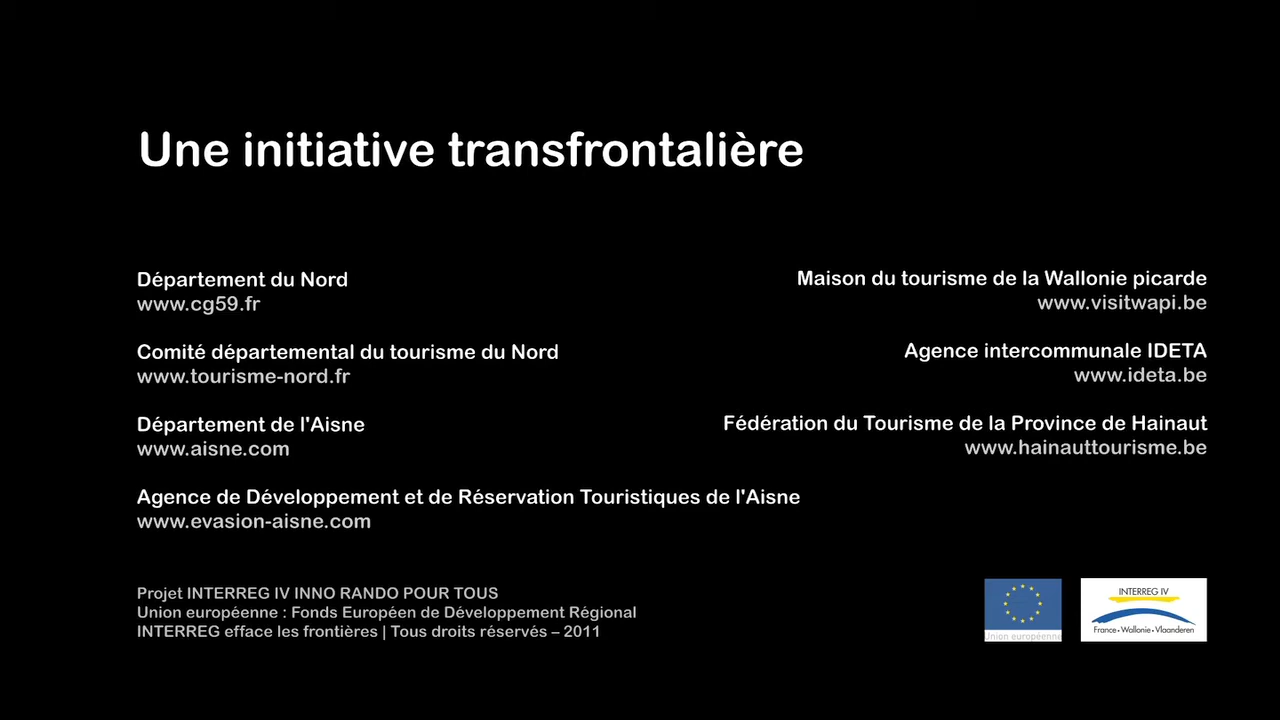 Une initiative transfrontalière
Département du Nord
www.cg59.fr
Comité départemental du tourisme du Nord
www.tourisme-nord.fr
Département de l'Aisne
www.aisne.com
Agence de Développement et de Réservation Touristiques de l'Aisne
www.evasion-aisne.com
Maison du tourisme de la Wallonie picarde
www.visitwapi.be
Agence intercommunale IDETA
www.ideta.be
Fédération du Tourisme de la Province de Hainaut
www.hainauttourisme.be
Projet INTERREG IV INNO RANDO POUR TOUS
Union européenne : Fonds Européen de Développement Régional
INTERREG efface les frontières | Tous droits réservés – 2011
Union européenne
INTERREG IV
France • Wallonie • Vlaanderen